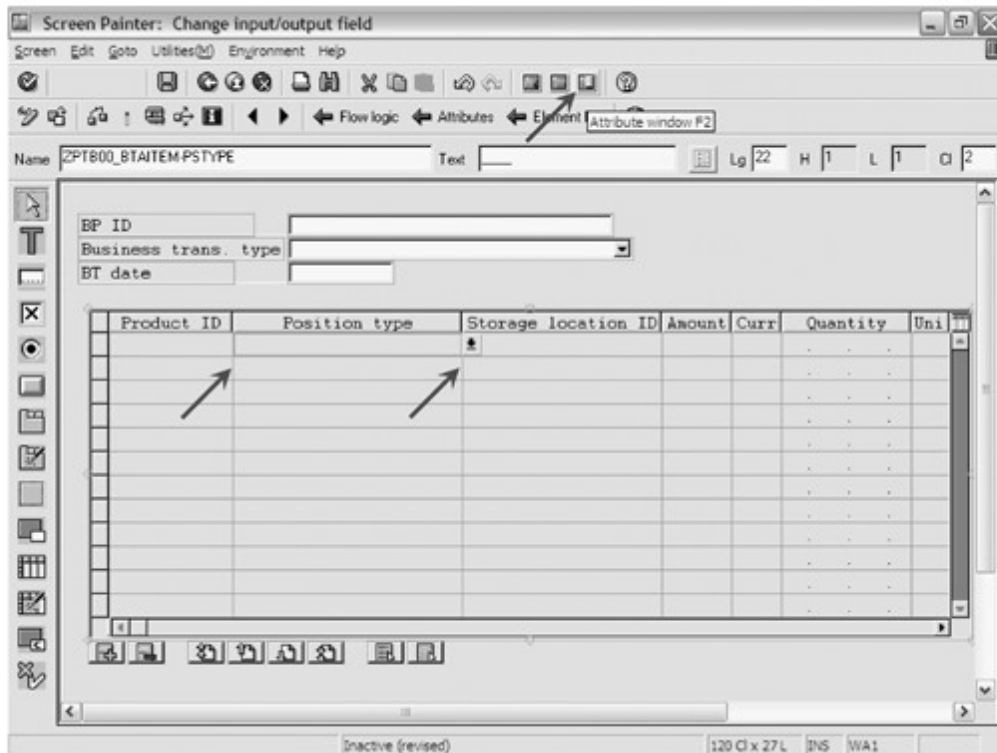 Screen Painter: Change input/output field
Screen Edit Goto Utilities(M) Environment Help
Flow logic Attributes Element
Attribute window F2
Name ZPTB00_BTAITEM-PSTYPE Text ____ Lg 22 H 1 L 1 Cl 2
BP ID
Business trans. type
BT date
Product ID Position type Storage location ID Amount Curr Quantity Uni
Inactive (revised) 120 Cl x 27 L INS WA1